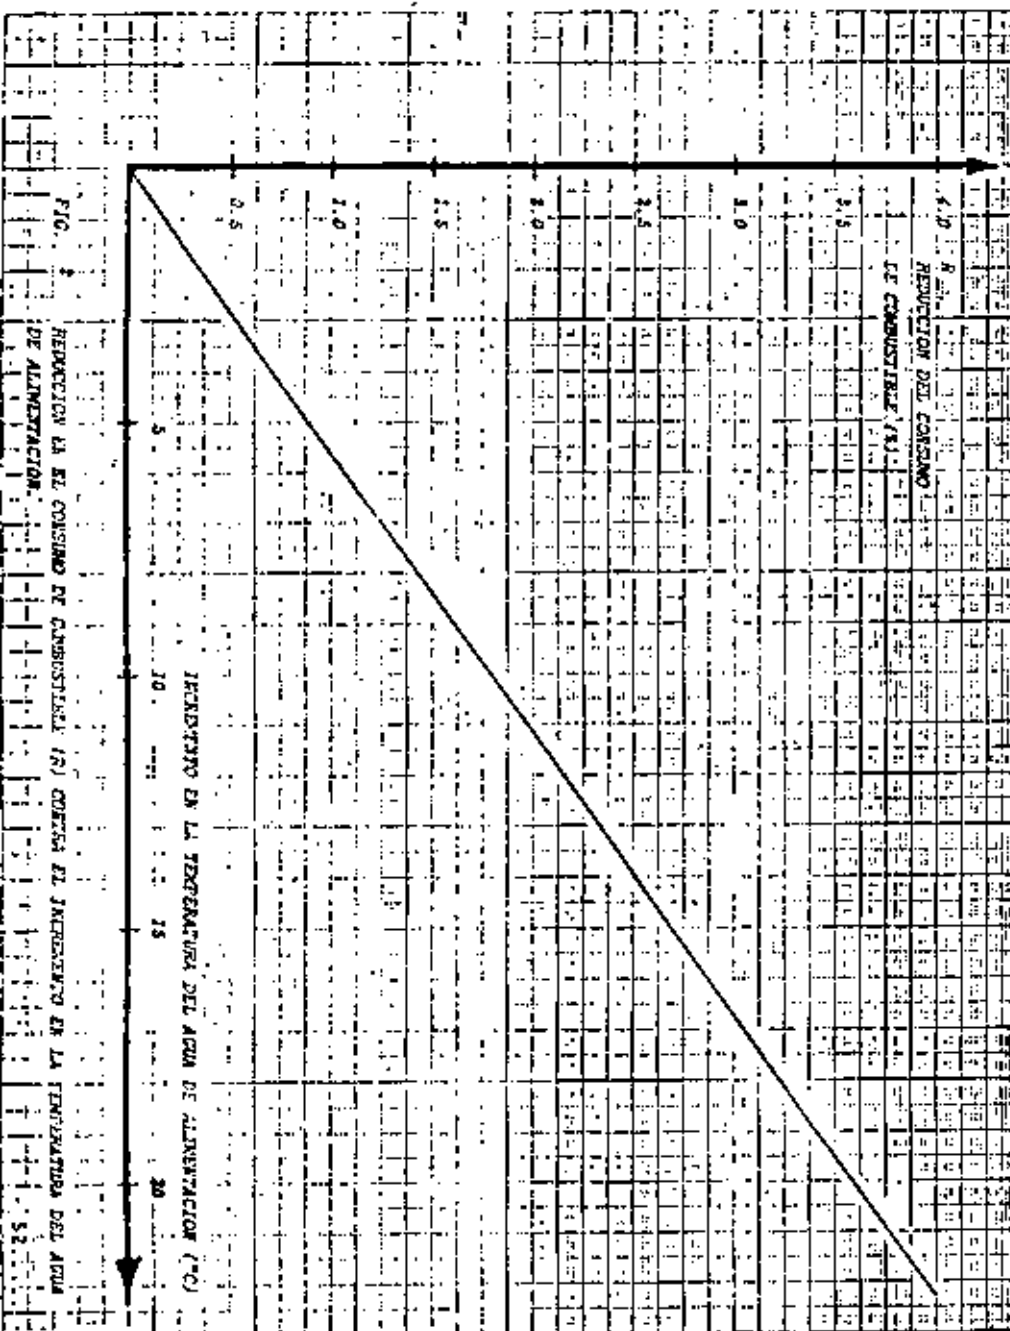 R
REDUCCION DEL CONSUMO
DE COMBUSTIBLE (%)
4.0
3.5
3.0
2.5
2.0
1.5
1.0
0.5
5
10
15
20
INCREMENTO EN LA TEMPERATURA DEL AGUA DE ALIMENTACION (°C)
FIG. 2 REDUCCION EN EL CONSUMO DE COMBUSTIBLE (R) CONTRA EL INCREMENTO EN LA TEMPERATURA DEL AGUA
DE ALIMENTACION.
52